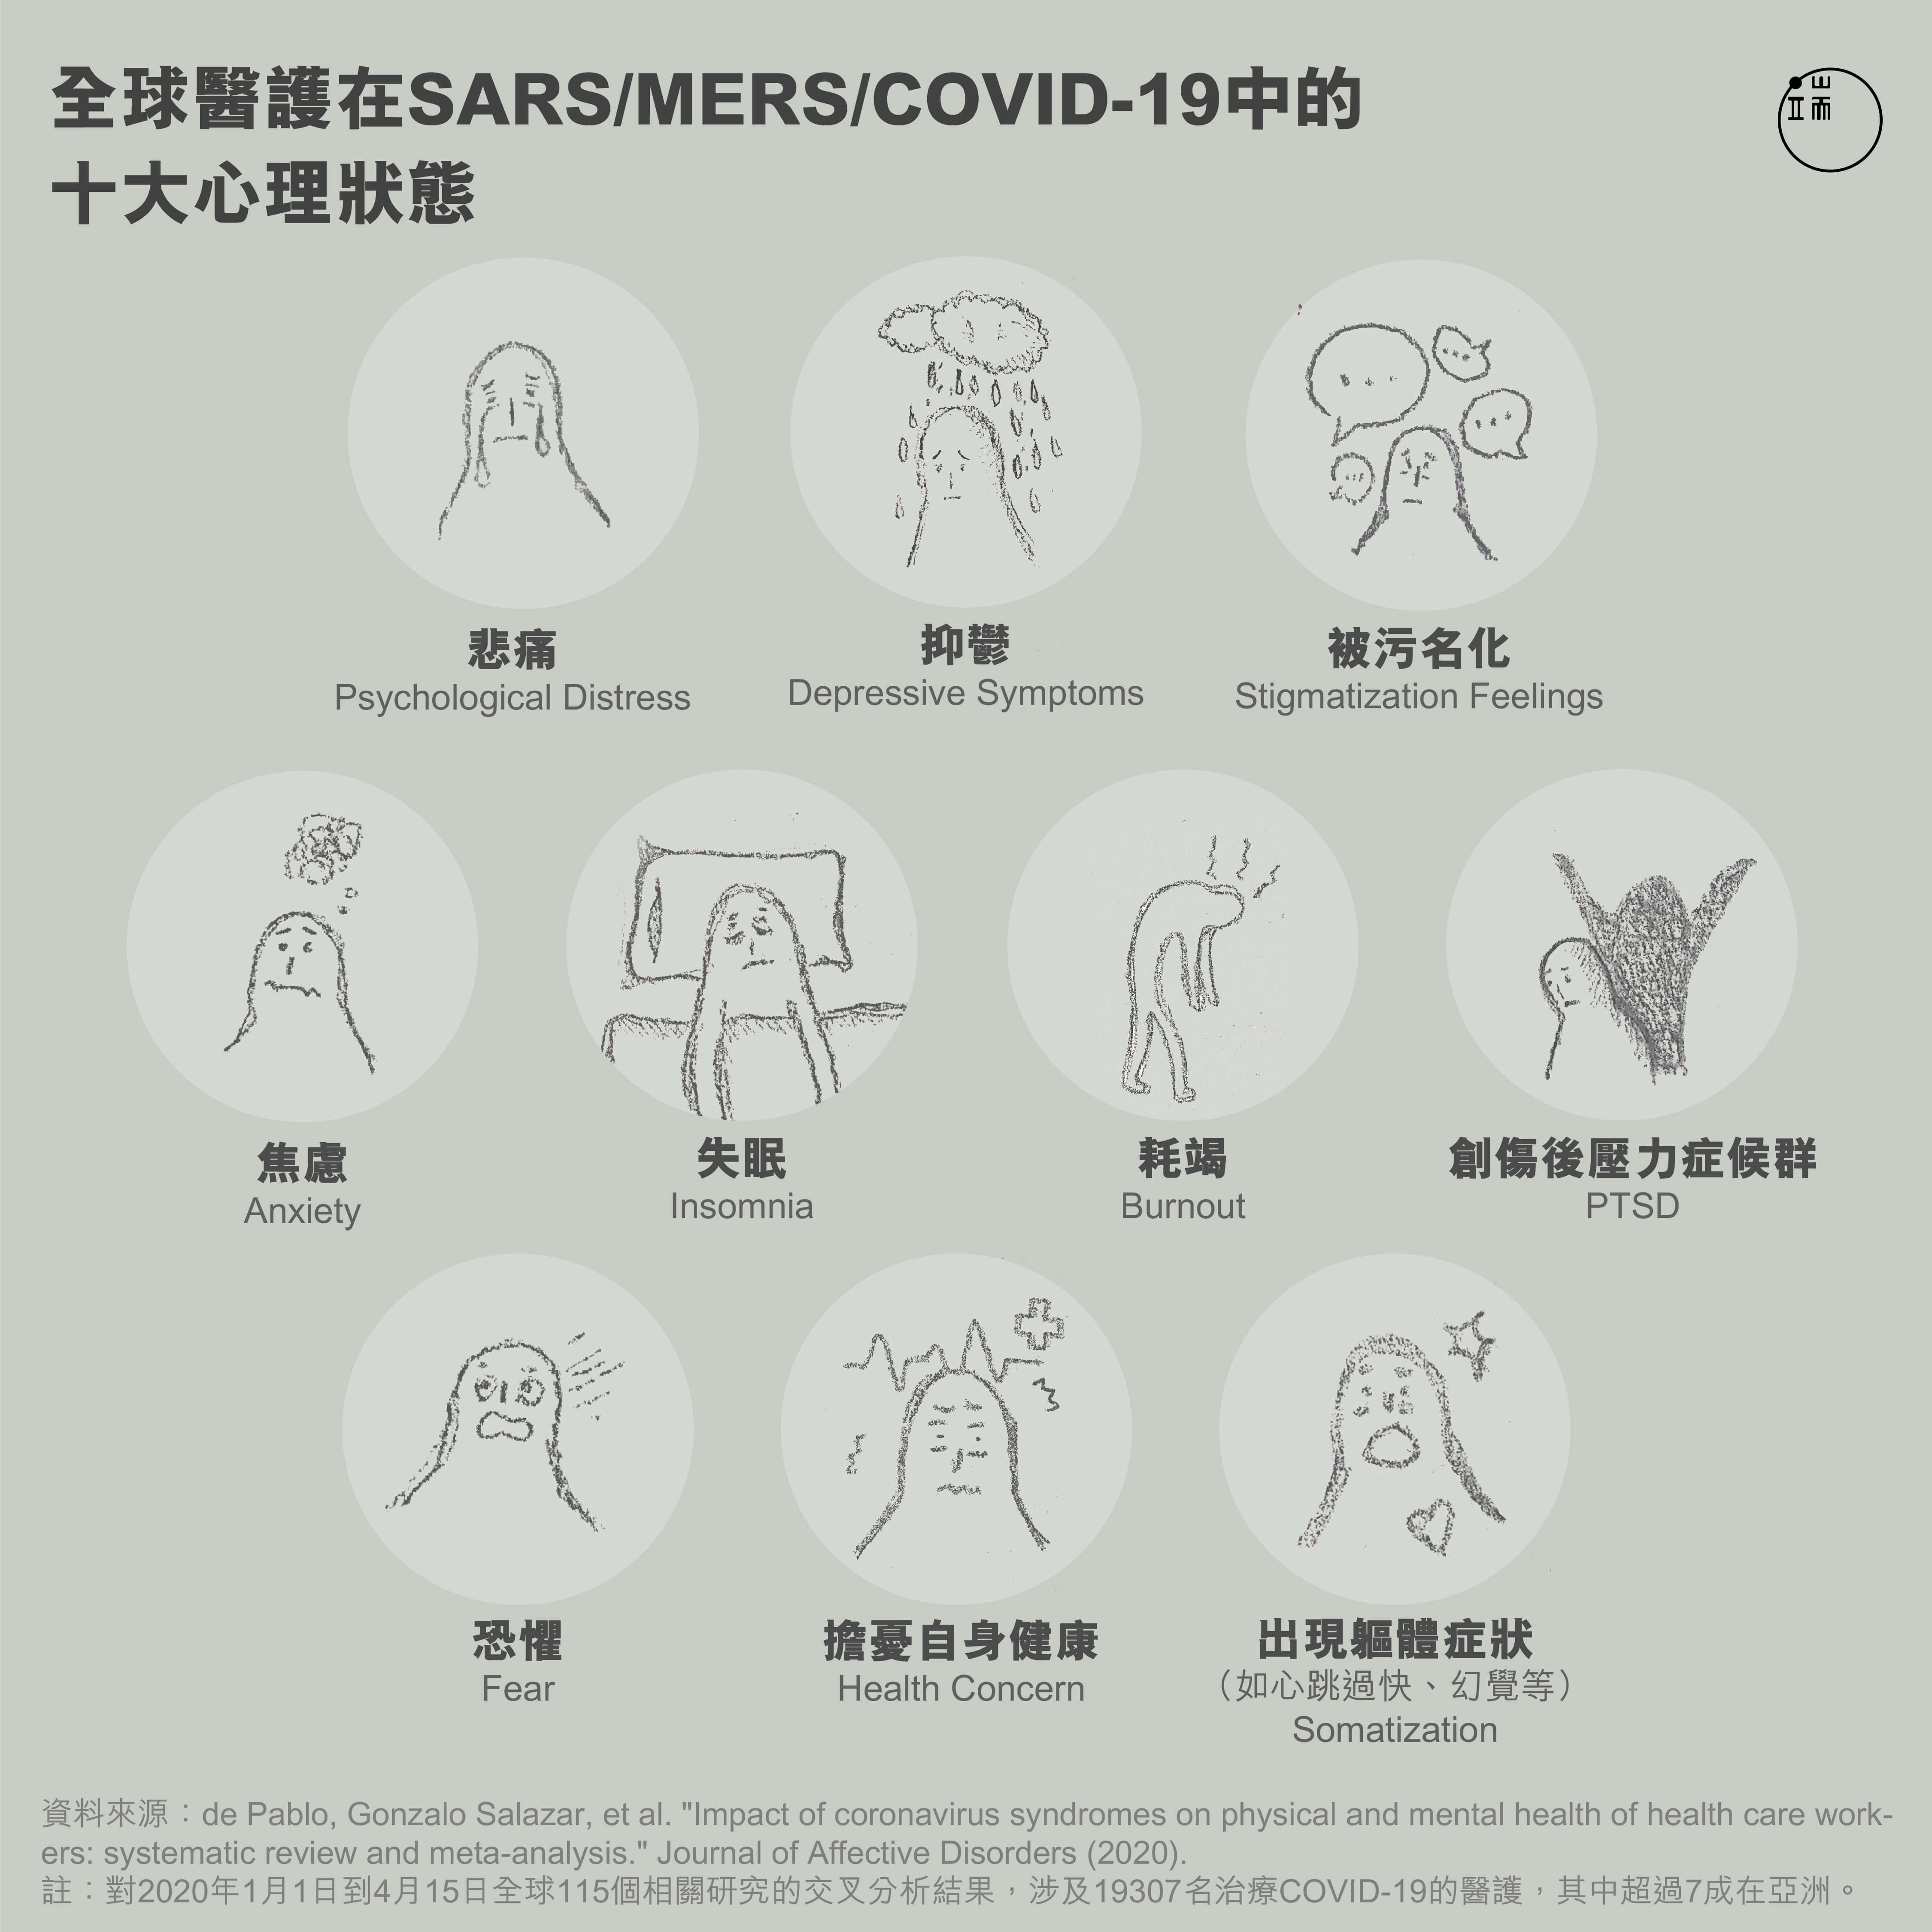 全球醫護在SARS/MERS/COVID-19中的
十大心理狀態
端
悲痛
Psychological Distress
抑鬱
Depressive Symptoms
被污名化
Stigmatization Feelings
焦慮
Anxiety
失眠
Insomnia
耗竭
Burnout
創傷後壓力症候群
PTSD
恐懼
Fear
擔憂自身健康
Health Concern
出現軀體症狀
（如心跳過快、幻覺等）
Somatization
資料來源：de Pablo, Gonzalo Salazar, et al. "Impact of coronavirus syndromes on physical and mental health of health care work-
ers: systematic review and meta-analysis." Journal of Affective Disorders (2020).
註：對2020年1月1日到4月15日全球115個相關研究的交叉分析結果，涉及19307名治療COVID-19的醫護，其中超過7成在亞洲。